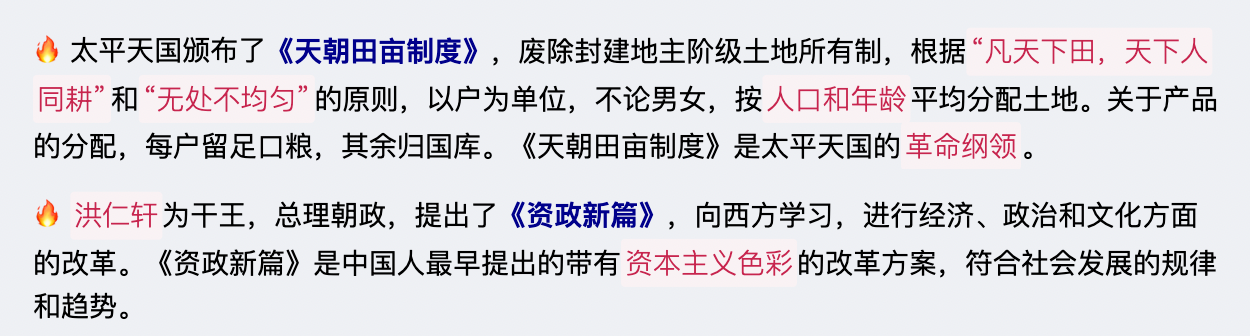 🔥 太平天国颁布了《天朝田亩制度》，废除封建地主阶级土地所有制，根据“凡天下田，天下人
同耕”和“无处不均匀”的原则，以户为单位，不论男女，按人口和年龄平均分配土地。关于产品
的分配，每户留足口粮，其余归国库。《天朝田亩制度》是太平天国的革命纲领。
🔥 洪仁轩为干王，总理朝政，提出了《资政新篇》，向西方学习，进行经济、政治和文化方面
的改革。《资政新篇》是中国人最早提出的带有资本主义色彩的改革方案，符合社会发展的规律
和趋势。